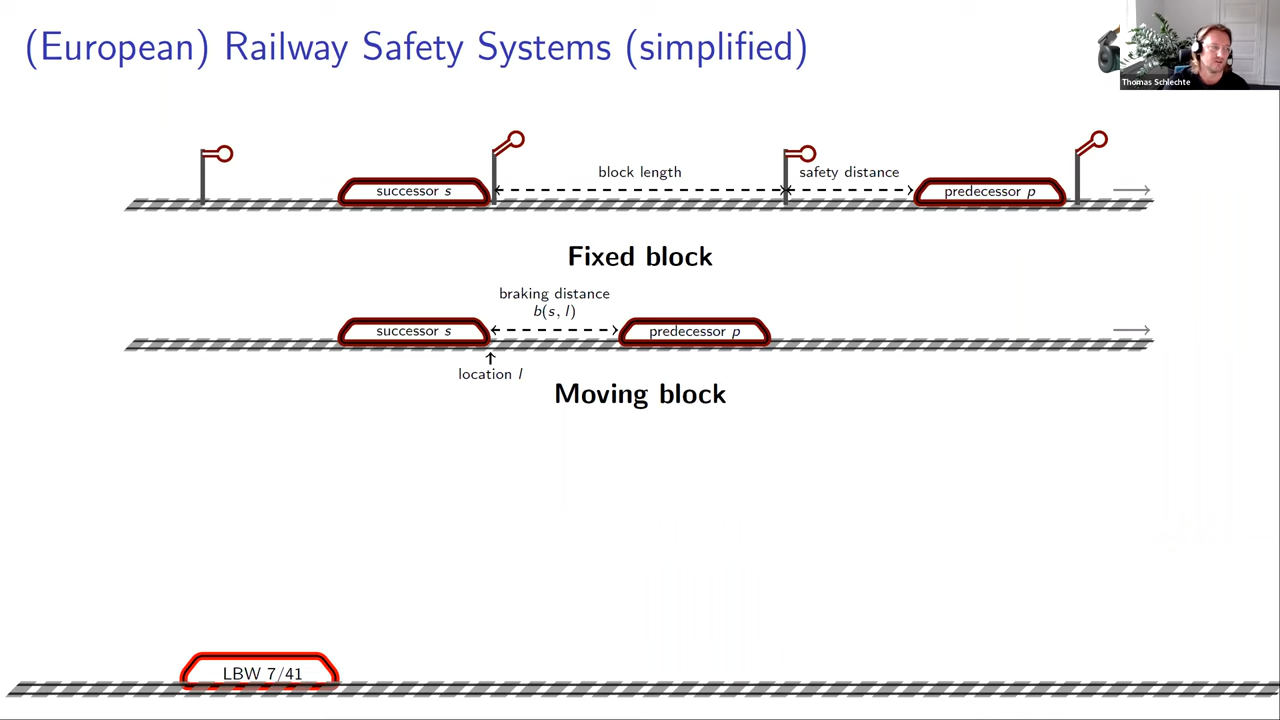 (European) Railway Safety Systems (simplified)
Thomas Schlechte
block length
safety distance
successor s
predecessor p
Fixed block
braking distance
b(s, l)
successor s
predecessor p
location l
Moving block
LBW 7/41